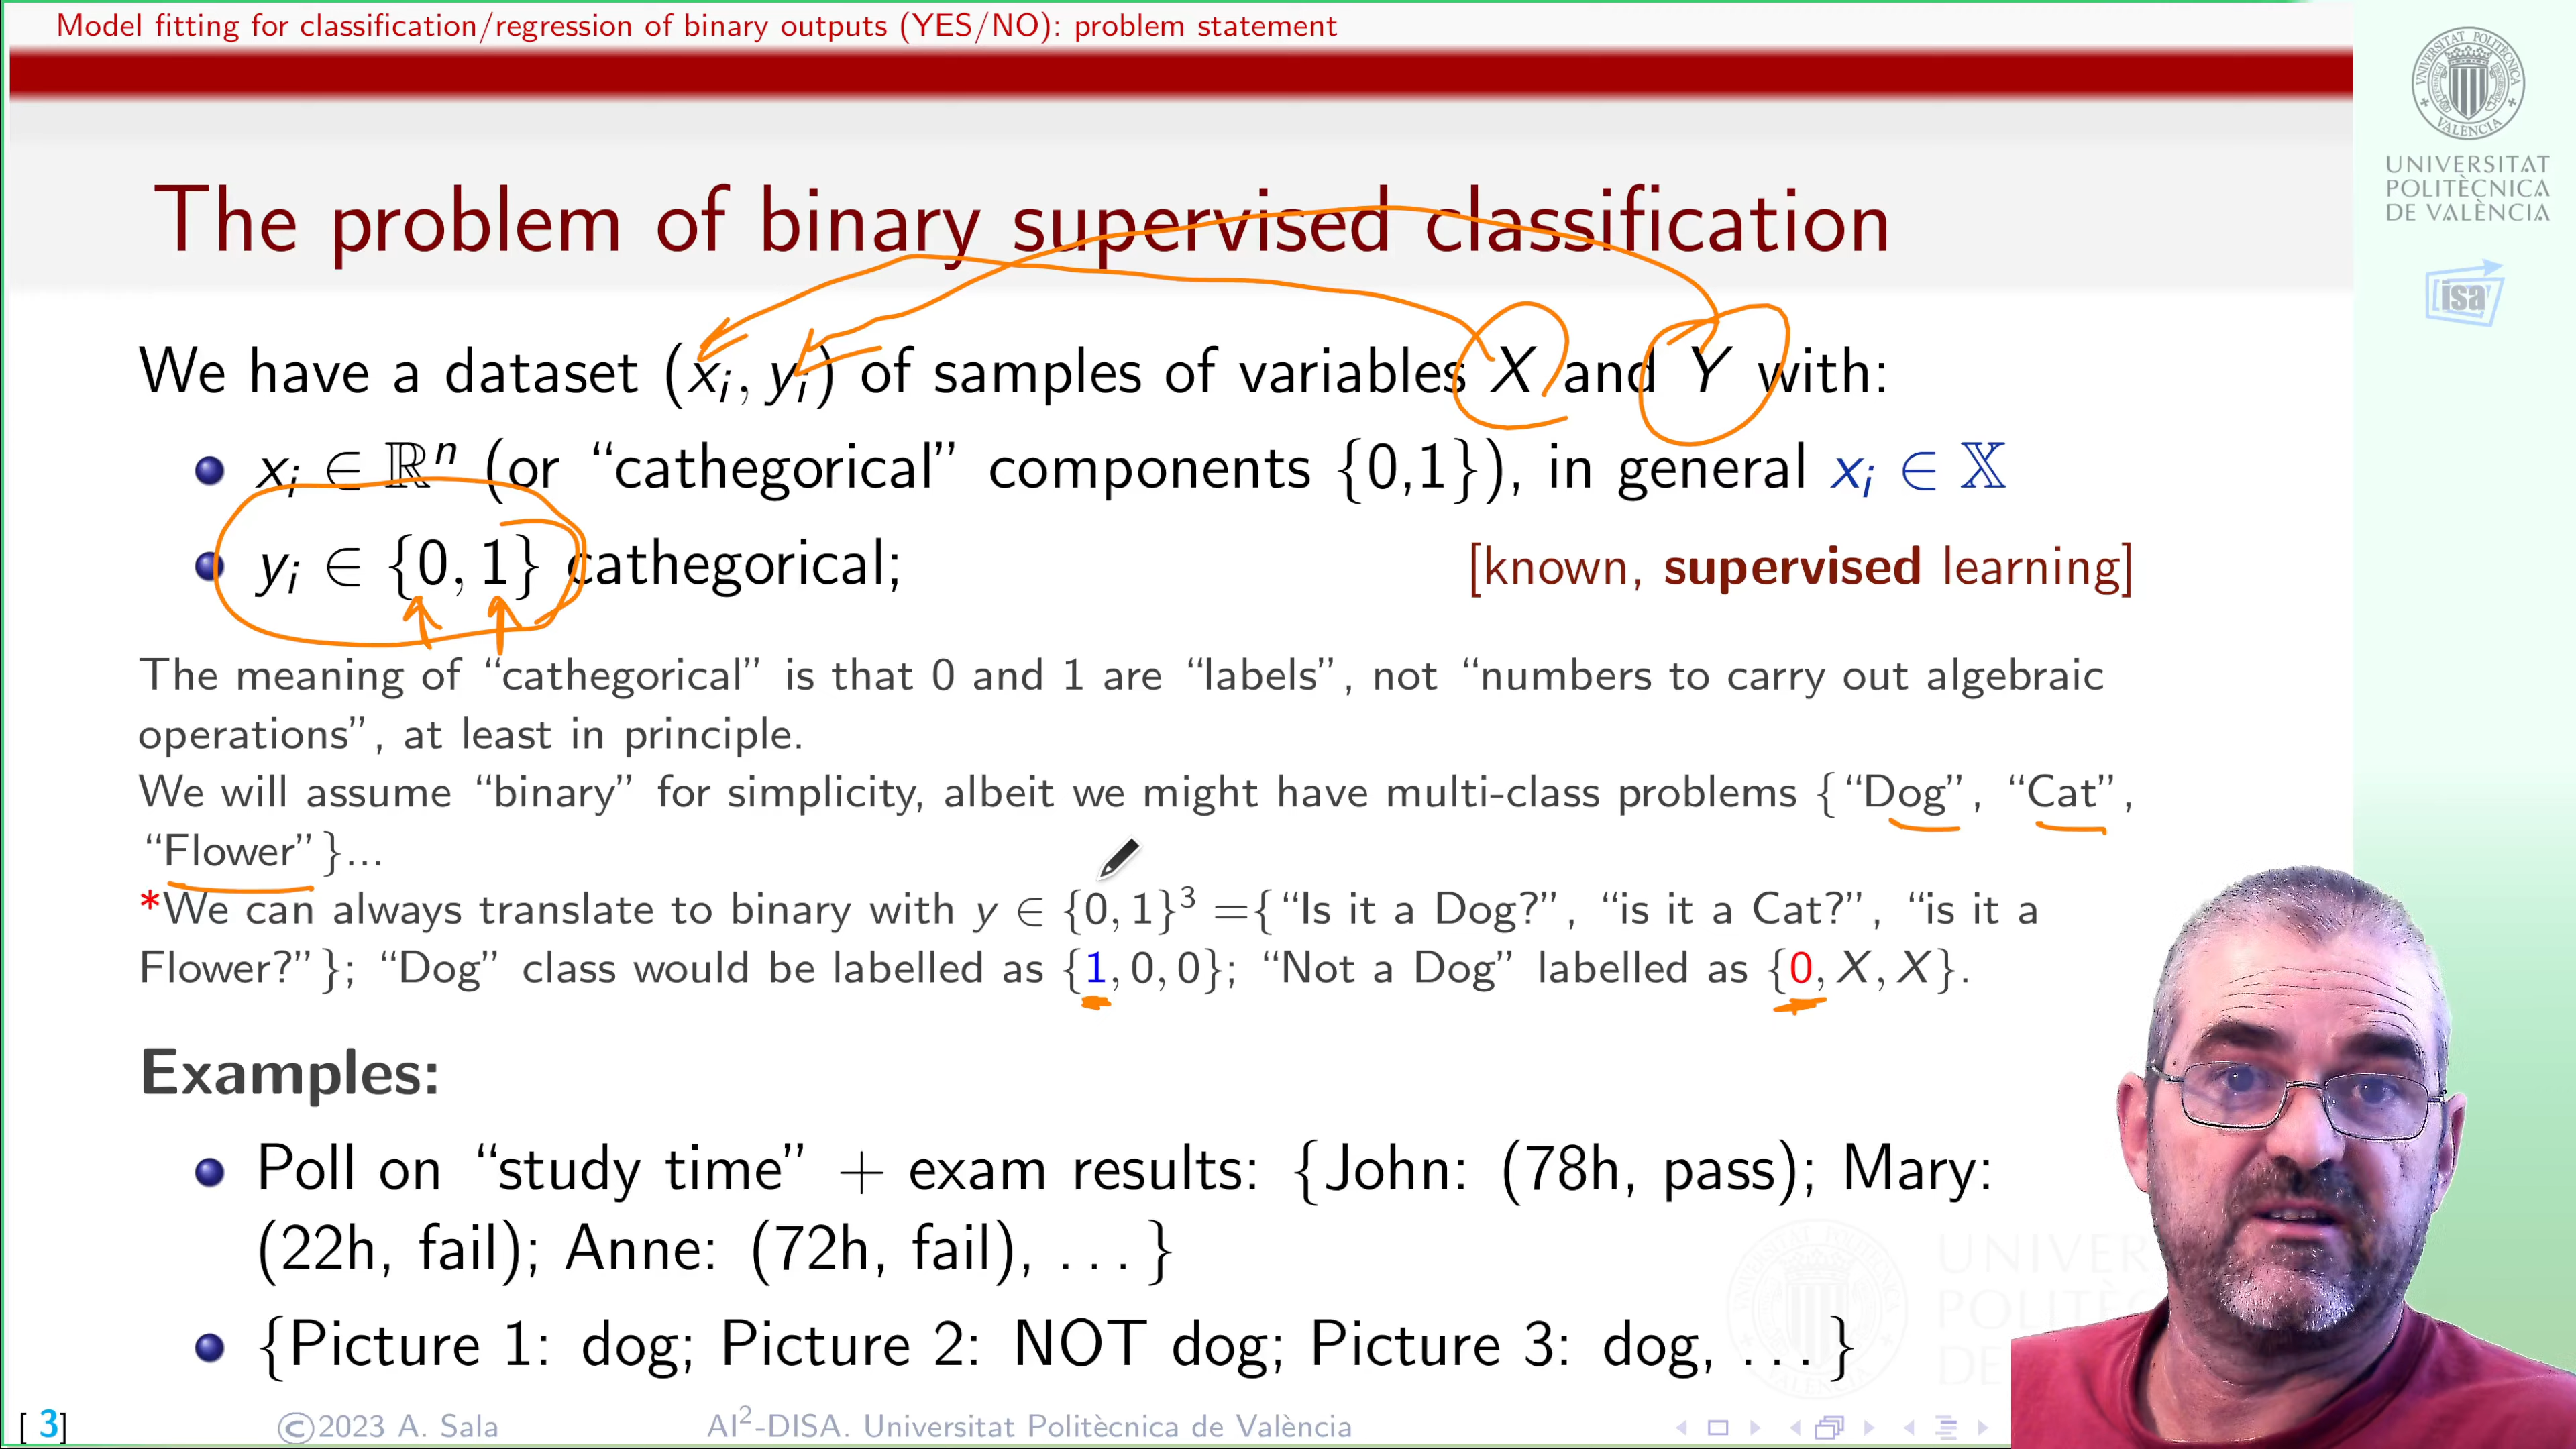 Model fitting for classification/regression of binary outputs (YES/NO): problem statement
UNIVERSITAT
POLITÈCNICA
DE VALÈNCIA
isa
The problem of binary supervised classification
We have a dataset (xᵢ, yᵢ) of samples of variables X and Y with:
xᵢ ∈ ℝⁿ (or “cathegorical” components {0,1}), in general xᵢ ∈ 𝕏
yᵢ ∈ {0, 1} cathegorical; [known, supervised learning]
The meaning of “cathegorical” is that 0 and 1 are “labels”, not “numbers to carry out algebraic
operations”, at least in principle.
We will assume “binary” for simplicity, albeit we might have multi-class problems {“Dog”, “Cat”,
“Flower”}...
*We can always translate to binary with y ∈ {0, 1}³ ={“Is it a Dog?”, “is it a Cat?”, “is it a
Flower?”}; “Dog” class would be labelled as {1, 0, 0}; “Not a Dog” labelled as {0, X, X}.
Examples:
Poll on “study time” + exam results: {John: (78h, pass); Mary:
(22h, fail); Anne: (72h, fail), ...}
{Picture 1: dog; Picture 2: NOT dog; Picture 3: dog, ...}
[ 3]
©2023 A. Sala
AI²-DISA. Universitat Politècnica de València